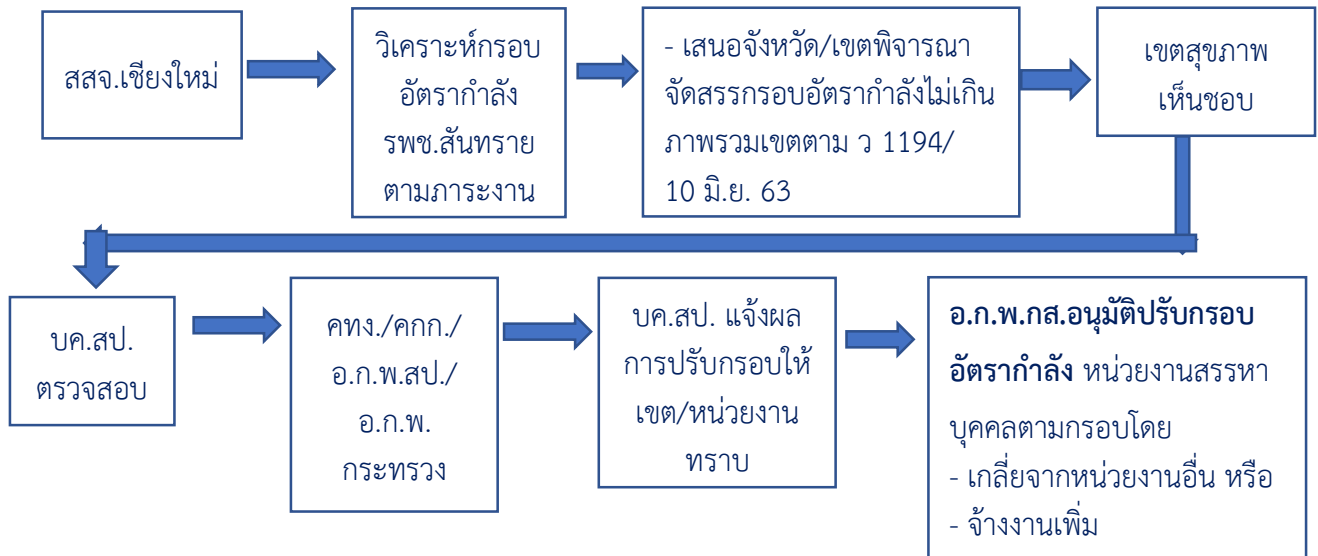 สสจ.เชียงใหม่
วิเคราะห์กรอบ
อัตรากำลัง
รพช.สันทราย
ตามภาระงาน
- เสนอจังหวัด/เขตพิจารณา
จัดสรรกรอบอัตรากำลังไม่เกิน
ภาพรวมเขตตาม ว 1194/
10 มิ.ย. 63
เขตสุขภาพ
เห็นชอบ
บค.สป.
ตรวจสอบ
คทง./คกก./
อ.ก.พ.สป./
อ.ก.พ.
กระทรวง
บค.สป. แจ้งผล
การปรับกรอบให้
เขต/หน่วยงาน
ทราบ
อ.ก.พ.กส.อนุมัติปรับกรอบ
อัตรากำลัง หน่วยงานสรรหา
บุคคลตามกรอบโดย
- เกลี่ยจากหน่วยงานอื่น หรือ
- จ้างงานเพิ่ม